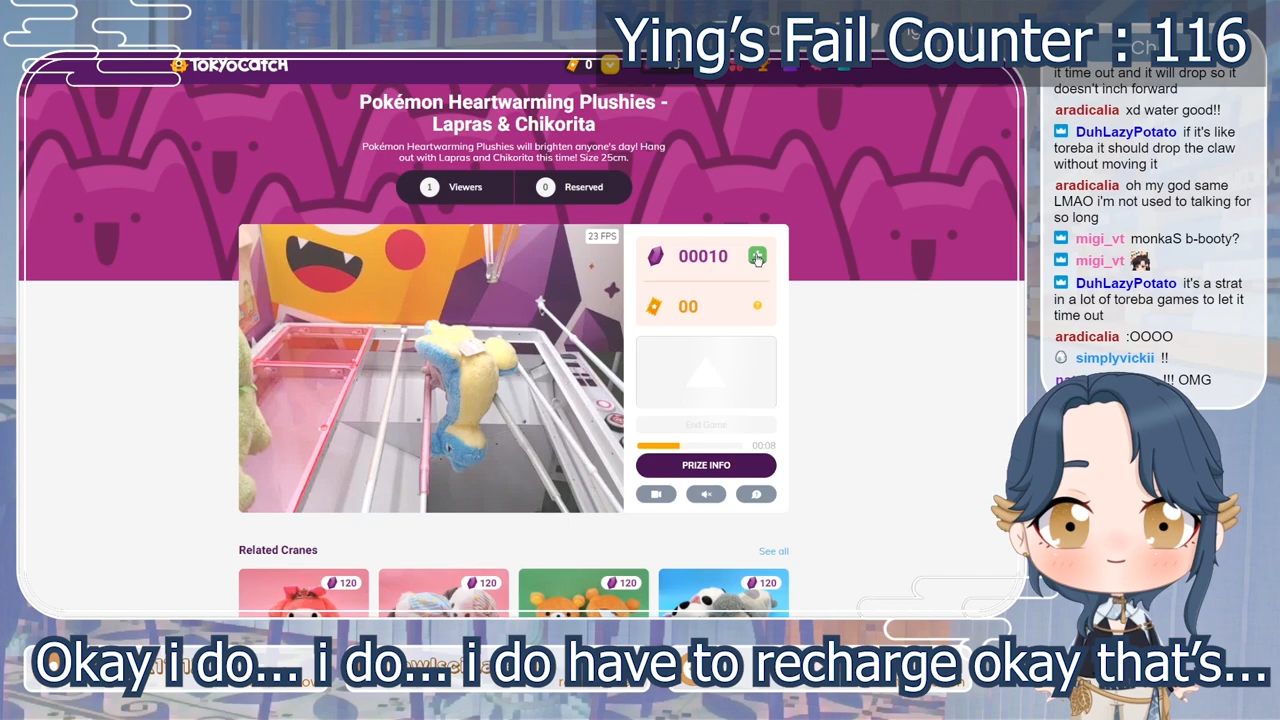 Ying's Fail Counter : 116
TOKYOCATCH
0
Pokémon Heartwarming Plushies -
Lapras & Chikorita
Pokémon Heartwarming Plushies will brighten anyone's day! Hang
out with Lapras and Chikorita this time! Size 25cm.
1 Viewers
0 Reserved
23 FPS
00010
00
End Game
00:08
PRIZE INFO
Related Cranes
See all
120
120
120
120
it time out and it will drop so it
doesn't inch forward
aradicalia xd water good!!
DuhLazyPotato if it's like
toreba it should drop the claw
without moving it
aradicalia oh my god same
LMAO i'm not used to talking for
so long
migi_vt monkaS b-booty?
migi_vt
DuhLazyPotato it's a strat
in a lot of toreba games to let it
time out
aradicalia :OOOO
simplyvickii !!
!!! OMG
Okay i do... i do... i do have to recharge okay that's...